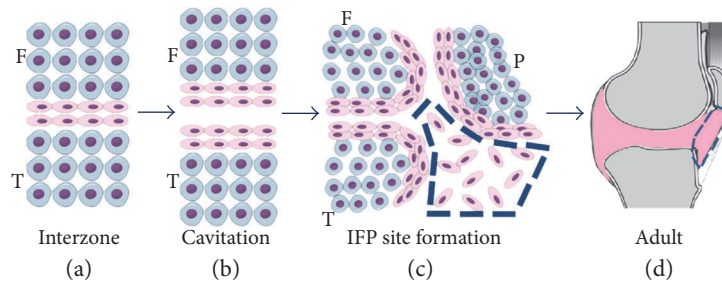 F
T
Interzone
(a)
F
T
Cavitation
(b)
F
P
T
IFP site formation
(c)
Adult
(d)